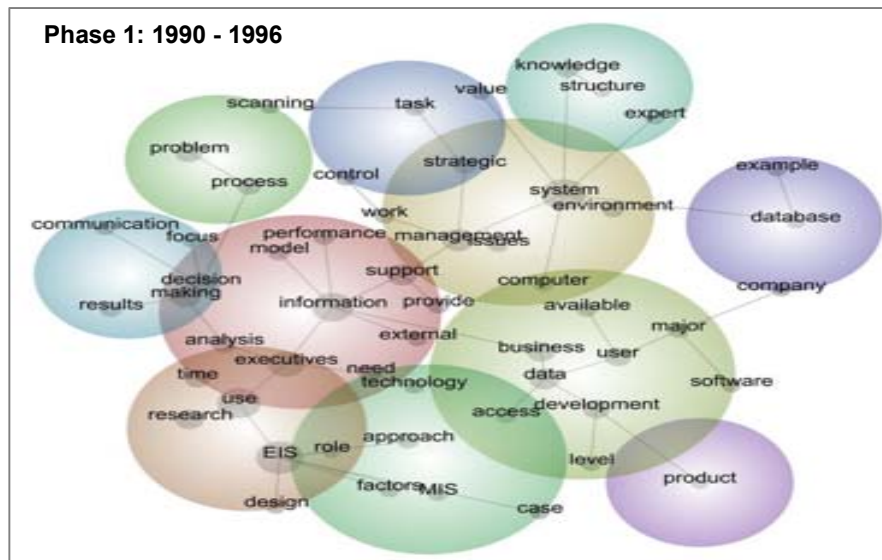 Phase 1: 1990 - 1996
knowledge
structure
value
scanning
task
expert
problem
strategic
example
process
control
system
environment
work
database
communication
focus
performance
management
issues
model
support
decision
making
computer
company
results
information
provide
available
external
major
analysis
business
user
executives
time
need
data
technology
software
use
research
access
development
approach
EIS
role
level
product
factors
MIS
design
case